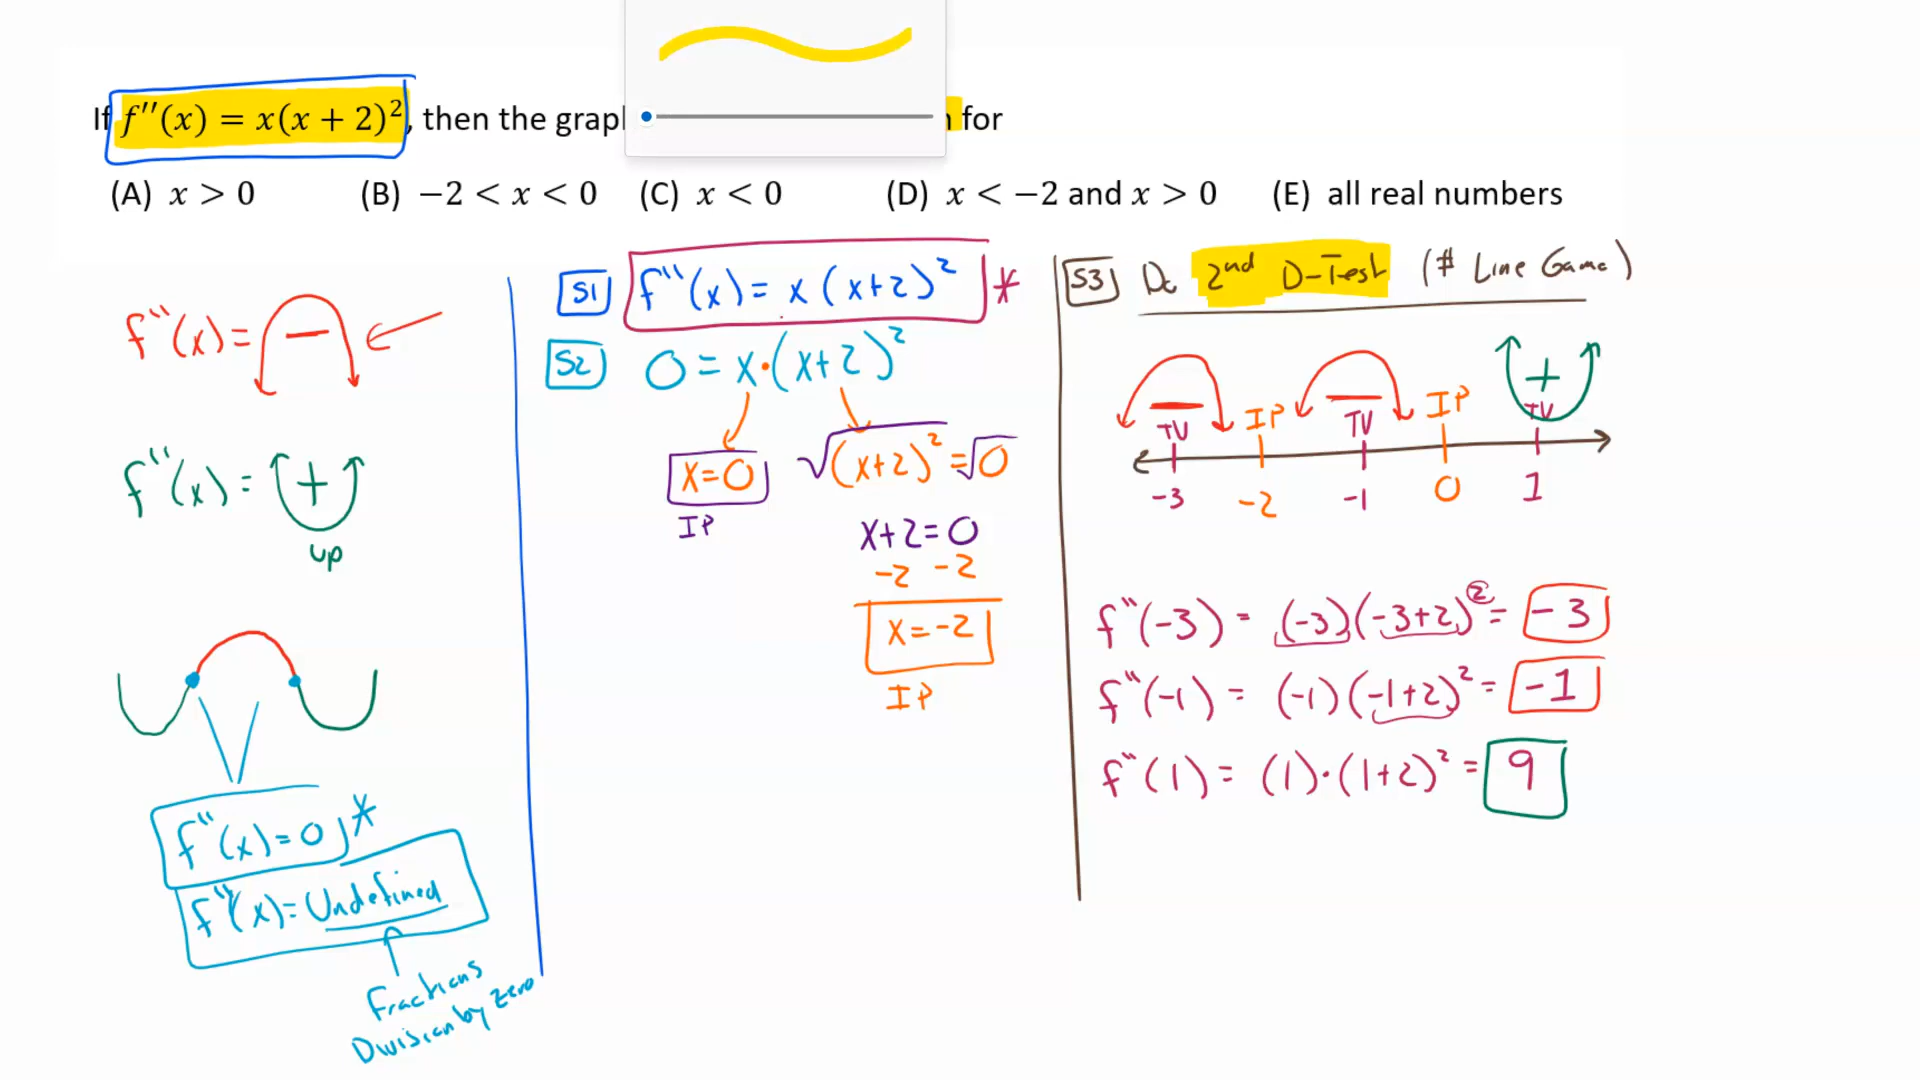 If f''(x) = x(x + 2)², then the grap for
(A) x > 0 (B) −2 < x < 0 (C) x < 0 (D) x < −2 and x > 0 (E) all real numbers
f''(x) = −
f''(x) = +
up
f''(x) = 0 *
f''(x) = Undefined
Fractions
Division by zero
S1 f''(x) = x (x+2)² *
S2 0 = x·(x+2)²
x=0 √(x+2)² = √0
IP
x+2=0
-2 -2
x=-2
IP
S3 Do 2nd D-Test (# Line Game)
− − +
TV IP TV IP TV
-3 -2 -1 0 1
f''(-3) = (-3)(-3+2)² = -3
f''(-1) = (-1)(-1+2)² = -1
f''(1) = (1)·(1+2)² = 9